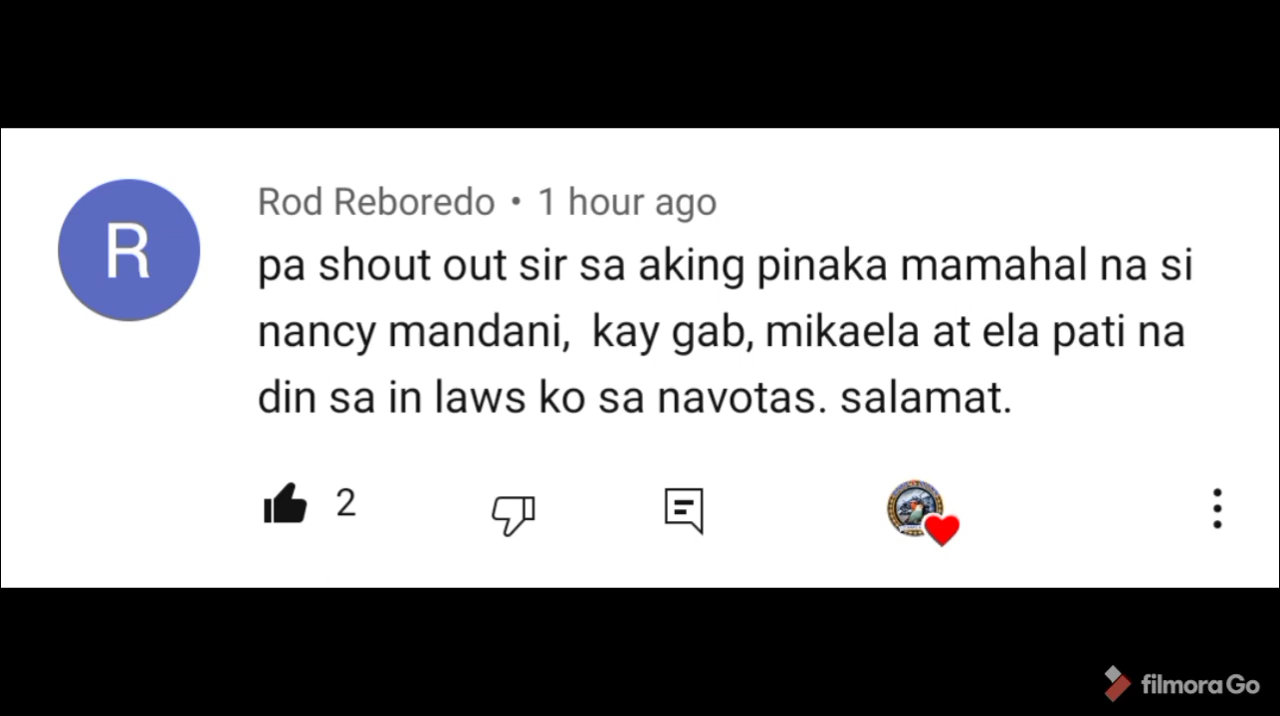 R
Rod Reboredo • 1 hour ago
pa shout out sir sa aking pinaka mamahal na si
nancy mandani,  kay gab, mikaela at ela pati na
din sa in laws ko sa navotas. salamat.
2
filmoraGo